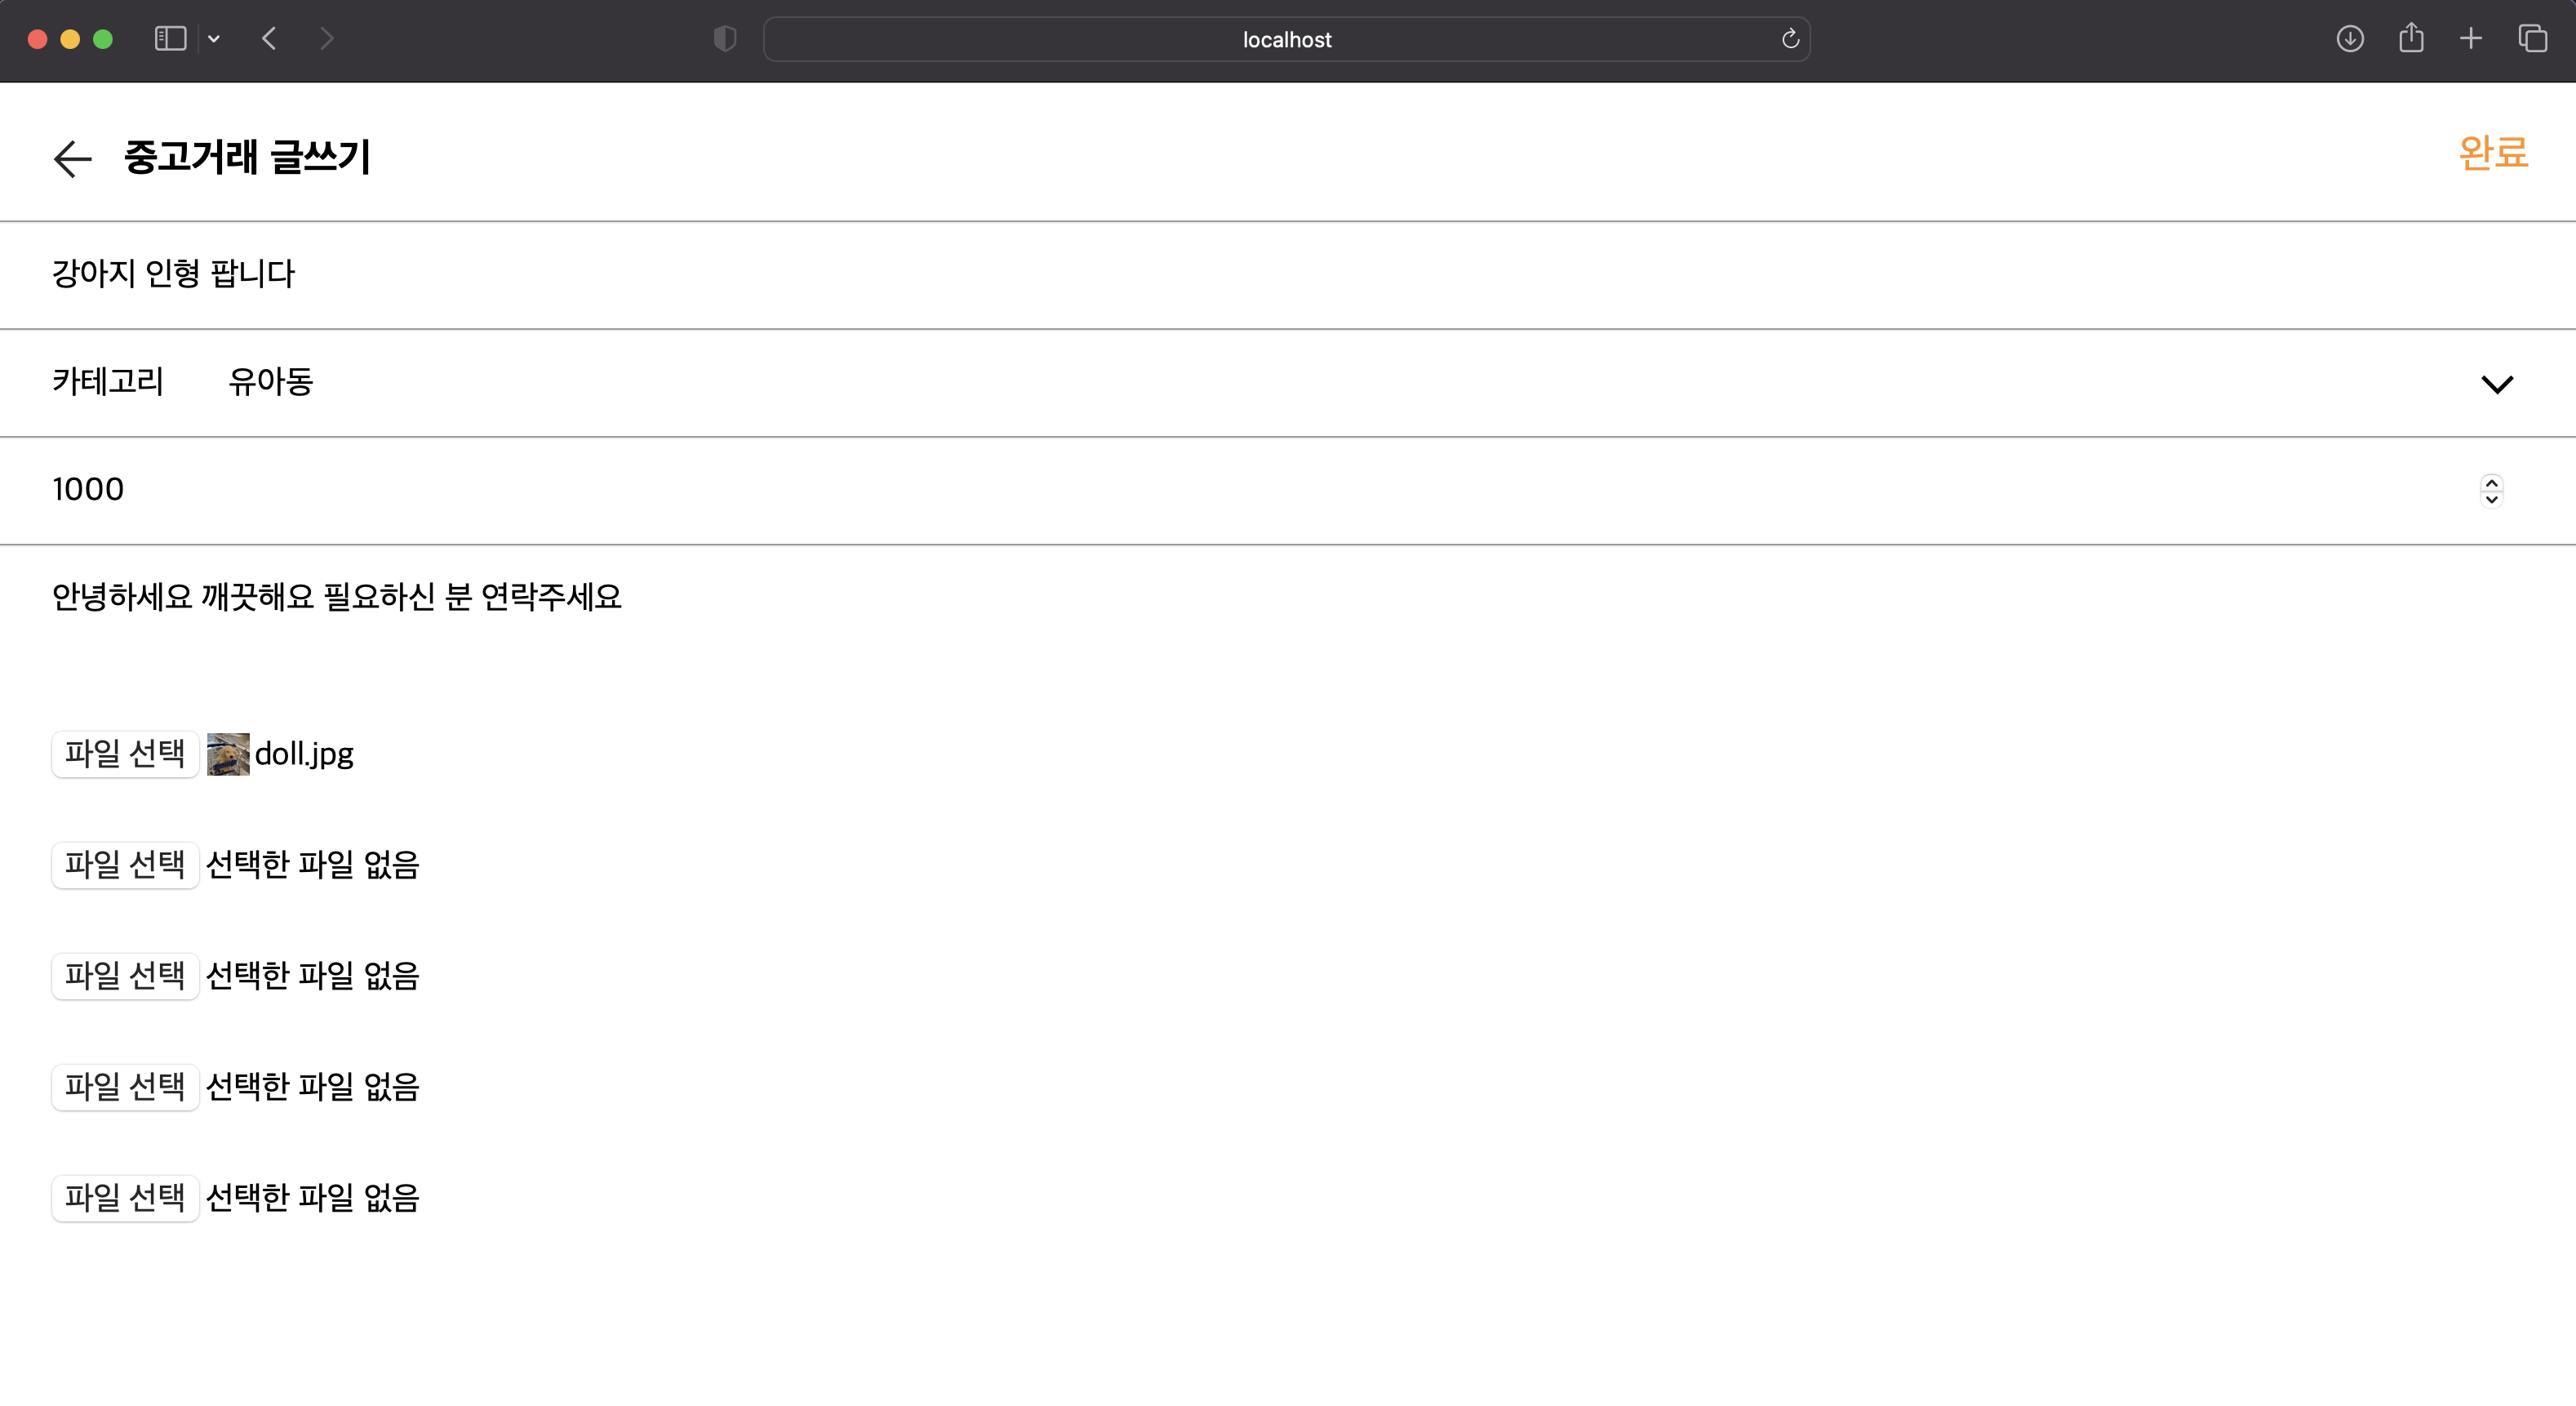 localhost
중고거래 글쓰기
완료
강아지 인형 팝니다
카테고리 유아동
1000
안녕하세요 깨끗해요 필요하신 분 연락주세요
파일 선택 doll.jpg
파일 선택 선택한 파일 없음
파일 선택 선택한 파일 없음
파일 선택 선택한 파일 없음
파일 선택 선택한 파일 없음